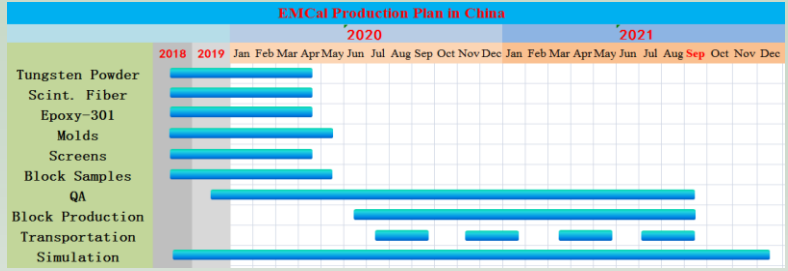 EMCal Production Plan in China
2020 2021
2018 2019 Jan Feb Mar Apr May Jun Jul Aug Sep Oct Nov Dec Jan Feb Mar Apr May Jun Jul Aug Sep Oct Nov Dec
Tungsten Powder
Scint. Fiber
Epoxy-301
Molds
Screens
Block Samples
QA
Block Production
Transportation
Simulation